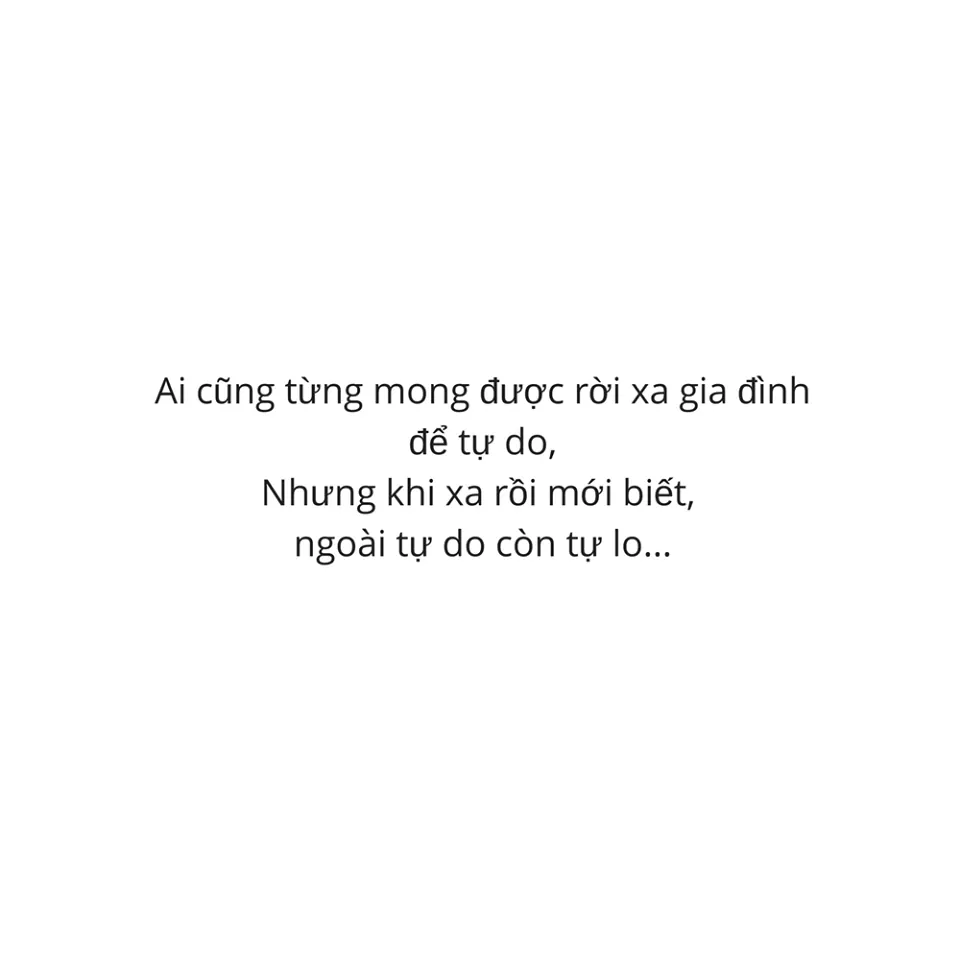 Ai cũng từng mong được rời xa gia đình
để tự do,
Nhưng khi xa rồi mới biết,
ngoài tự do còn tự lo...